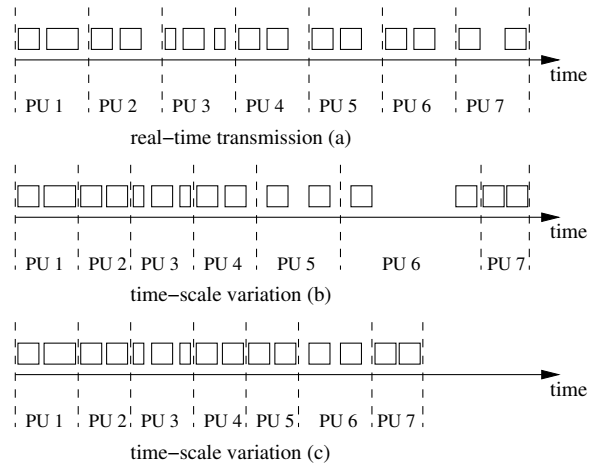 time
PU 1 PU 2 PU 3 PU 4 PU 5 PU 6 PU 7
real−time transmission (a)
time
PU 1 PU 2 PU 3 PU 4 PU 5 PU 6 PU 7
time−scale variation (b)
time
PU 1 PU 2 PU 3 PU 4 PU 5 PU 6 PU 7
time−scale variation (c)